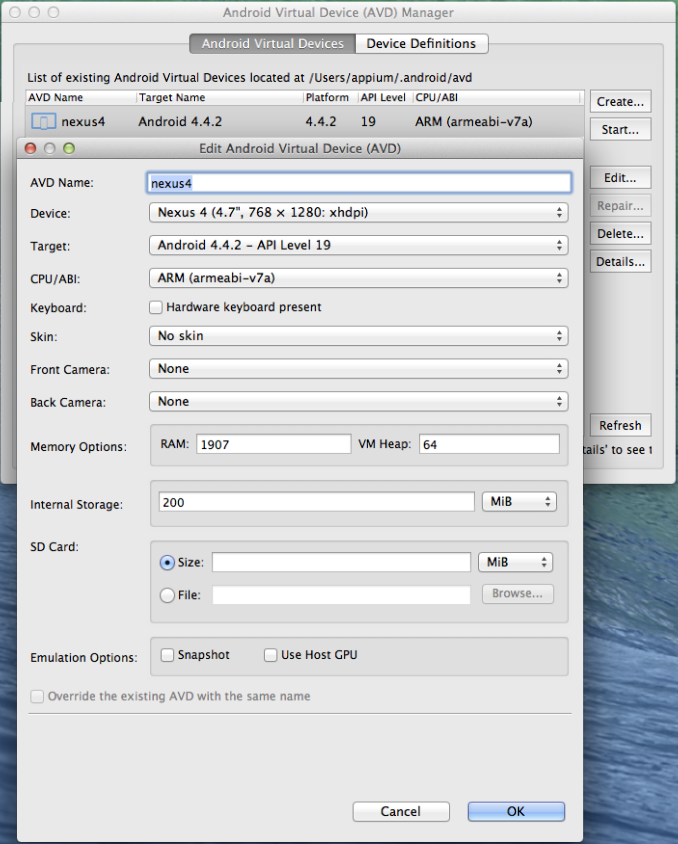 Android Virtual Device (AVD) Manager
Android Virtual Devices Device Definitions
List of existing Android Virtual Devices located at /Users/appium/.android/avd
AVD Name Target Name Platform API Level CPU/ABI
nexus4 Android 4.4.2 4.4.2 19 ARM (armeabi-v7a)
Create...
Start...
Edit...
Repair...
Delete...
Details...
Refresh
tails' to see t
Edit Android Virtual Device (AVD)
AVD Name: nexus4
Device: Nexus 4 (4.7", 768 × 1280: xhdpi)
Target: Android 4.4.2 – API Level 19
CPU/ABI: ARM (armeabi-v7a)
Keyboard: Hardware keyboard present
Skin: No skin
Front Camera: None
Back Camera: None
Memory Options: RAM: 1907 VM Heap: 64
Internal Storage: 200 MiB
SD Card:
Size: MiB
File: Browse...
Emulation Options: Snapshot Use Host GPU
Override the existing AVD with the same name
Cancel OK